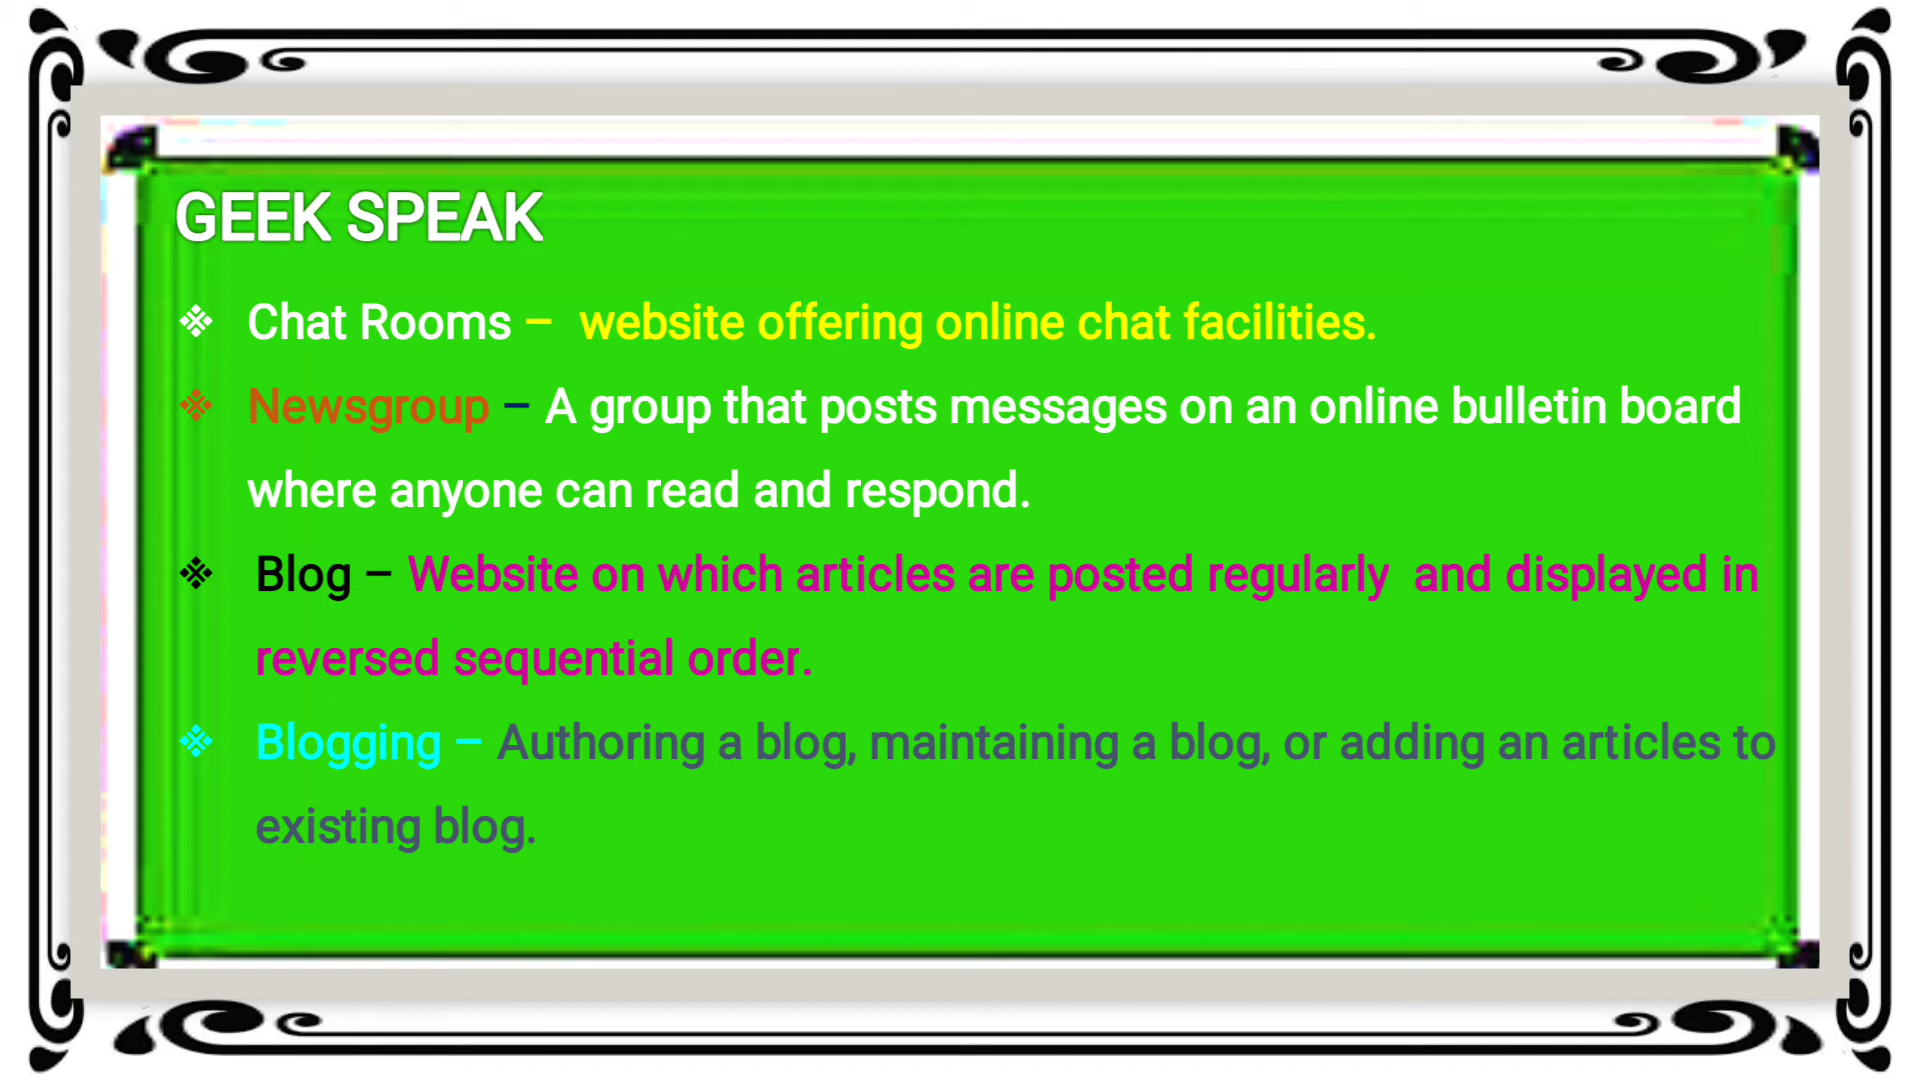 GEEK SPEAK
❖ Chat Rooms – website offering online chat facilities.
❖ Newsgroup – A group that posts messages on an online bulletin board
where anyone can read and respond.
❖ Blog – Website on which articles are posted regularly and displayed in
reversed sequential order.
❖ Blogging – Authoring a blog, maintaining a blog, or adding an articles to
existing blog.